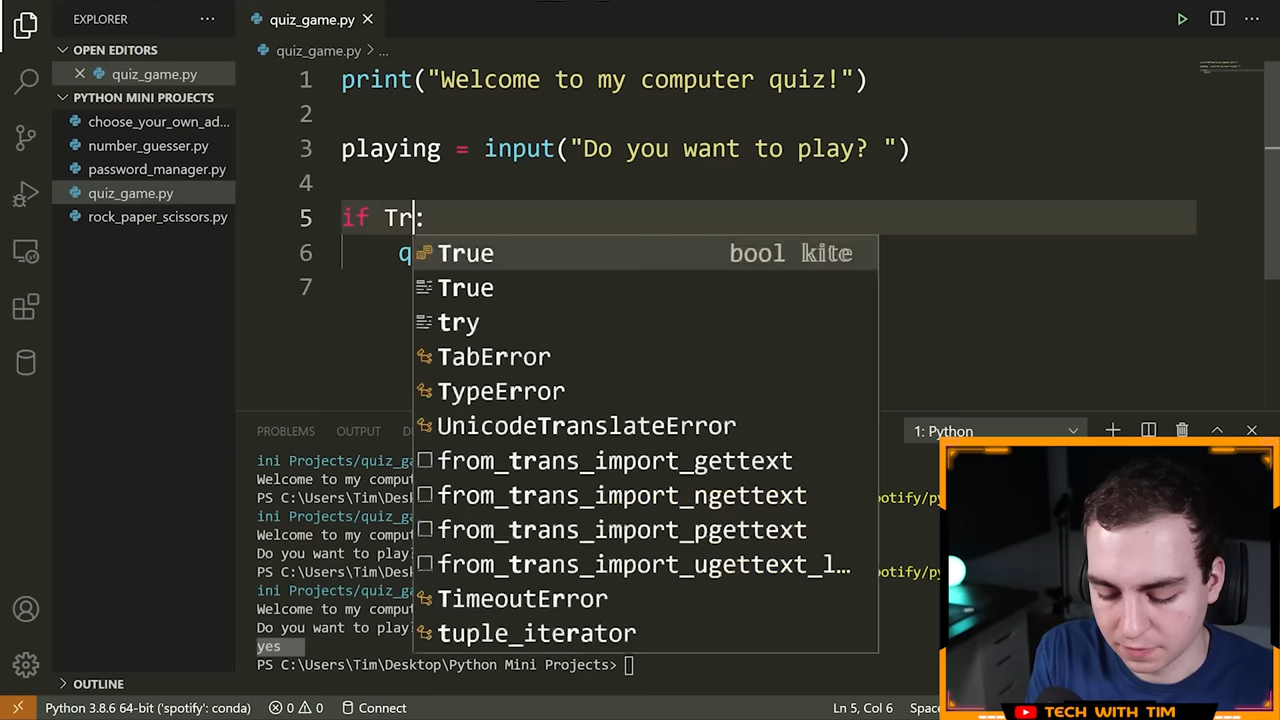 EXPLORER
OPEN EDITORS
quiz_game.py
PYTHON MINI PROJECTS
choose_your_own_ad...
number_guesser.py
password_manager.py
quiz_game.py
rock_paper_scissors.py
OUTLINE
quiz_game.py
quiz_game.py > ...
1 print("Welcome to my computer quiz!")
2
3 playing = input("Do you want to play? ")
4
5 if Tr:
6 q
7
True bool kite
True
try
TabError
TypeError
UnicodeTranslateError
from_trans_import_gettext
from_trans_import_ngettext
from_trans_import_pgettext
from_trans_import_ugettext_l...
TimeoutError
tuple_iterator
PROBLEMS OUTPUT D
1: Python
ini Projects/quiz_ga
Welcome to my comput
PS C:\Users\Tim\Desk potify/py
ini Projects/quiz_ga
Welcome to my comput
Do you want to play?
PS C:\Users\Tim\Desk potify/py
ini Projects/quiz_ga
Welcome to my comput
Do you want to play?
yes
PS C:\Users\Tim\Desktop\Python Mini Projects>
Python 3.8.6 64-bit ('spotify': conda) 0 0 Connect Ln 5, Col 6 Space
TECH WITH TIM